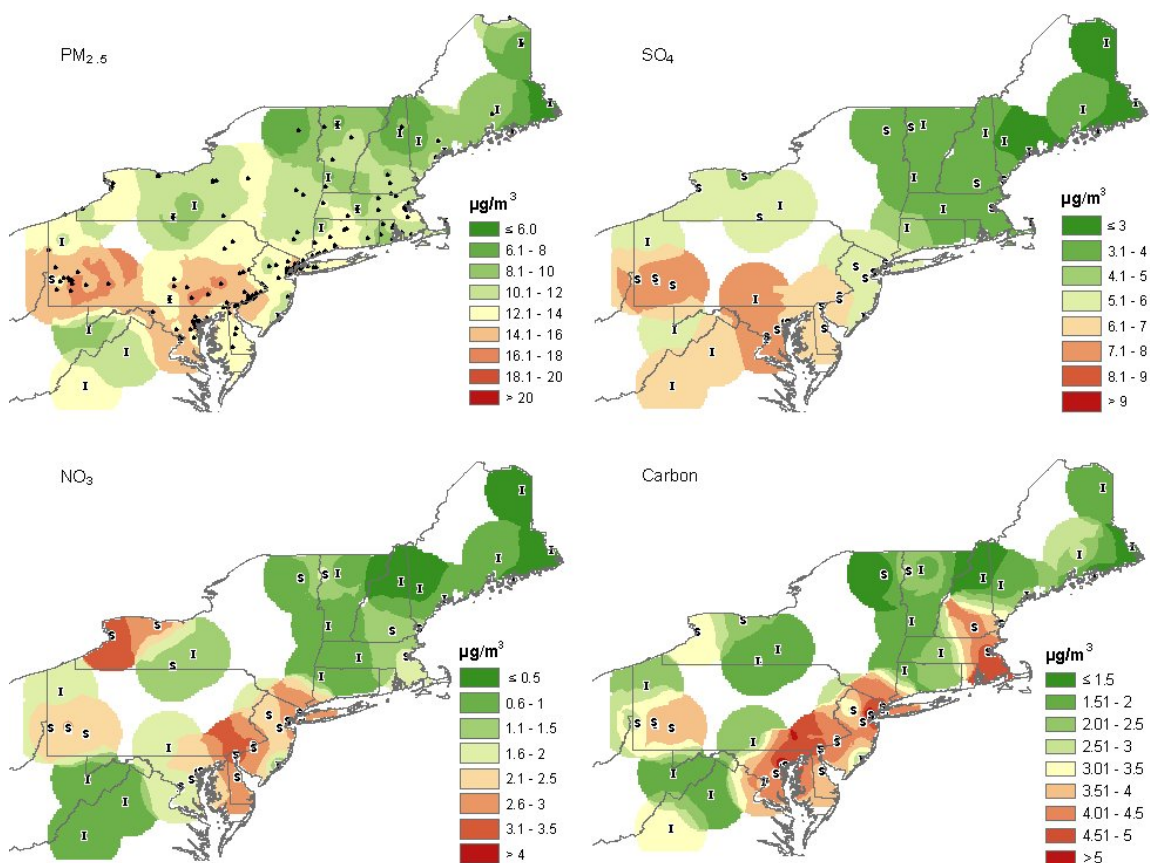 PM2.5
µg/m3
≤ 6.0
6.1 - 8
8.1 - 10
10.1 - 12
12.1 - 14
14.1 - 16
16.1 - 18
18.1 - 20
> 20
SO4
µg/m3
≤ 3
3.1 - 4
4.1 - 5
5.1 - 6
6.1 - 7
7.1 - 8
8.1 - 9
> 9
NO3
µg/m3
≤ 0.5
0.6 - 1
1.1 - 1.5
1.6 - 2
2.1 - 2.5
2.6 - 3
3.1 - 3.5
> 4
Carbon
µg/m3
≤ 1.5
1.51 - 2
2.01 - 2.5
2.51 - 3
3.01 - 3.5
3.51 - 4
4.01 - 4.5
4.51 - 5
>5